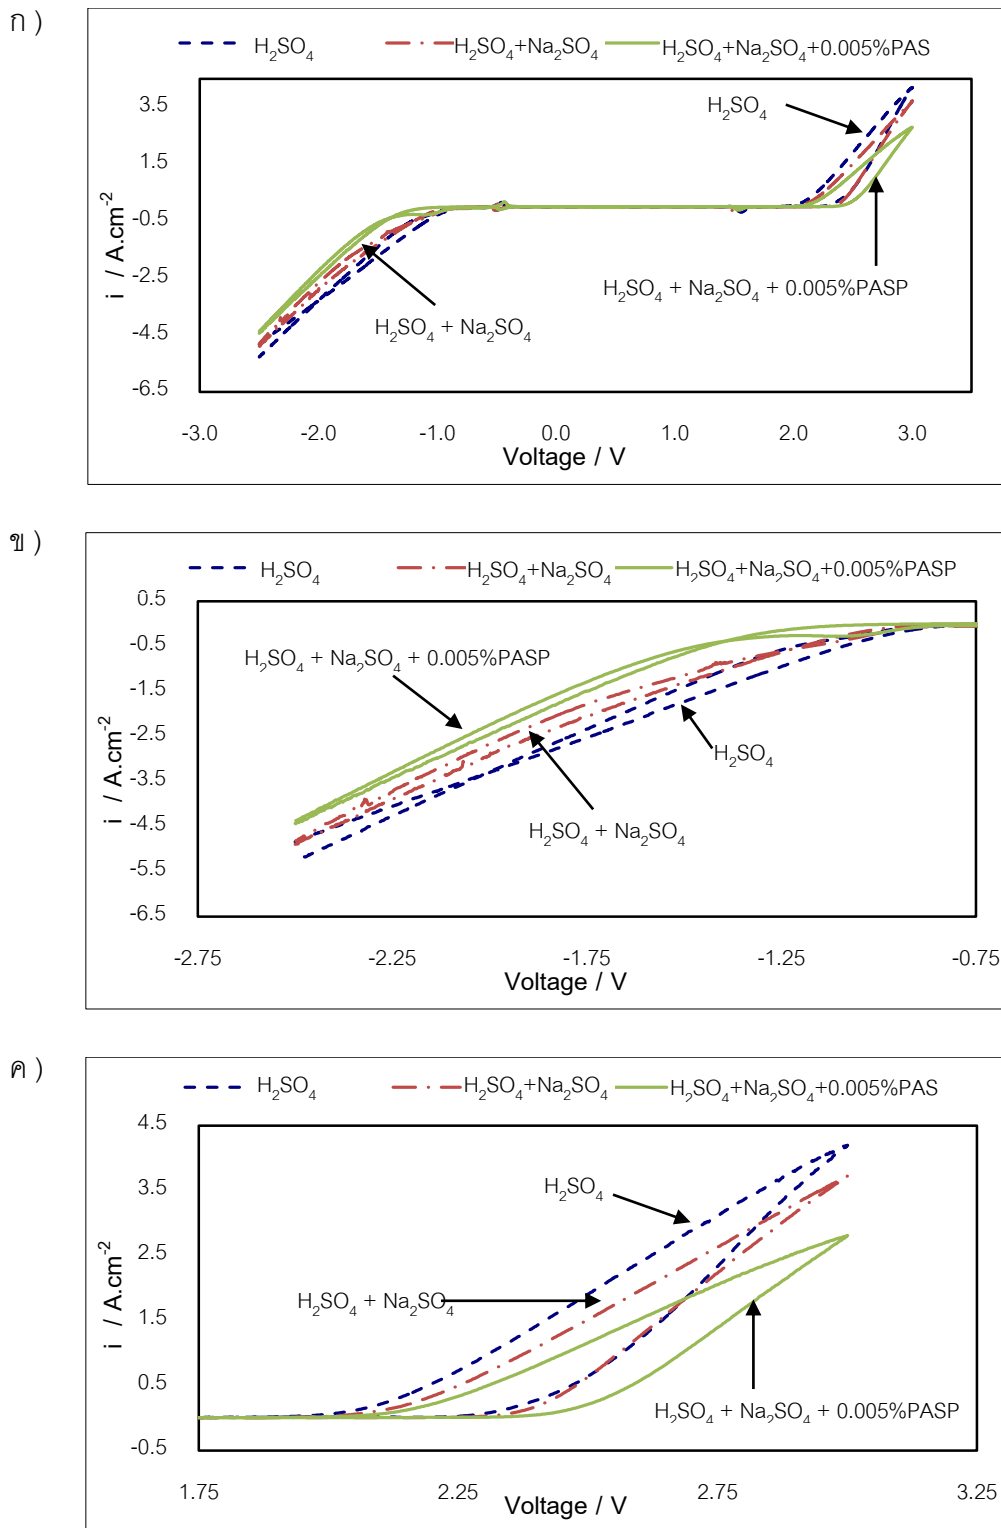 ก )
H₂SO₄ H₂SO₄+Na₂SO₄ H₂SO₄+Na₂SO₄+0.005%PAS
3.5
H₂SO₄
1.5
-0.5
i / A.cm⁻²
-2.5
H₂SO₄ + Na₂SO₄ + 0.005%PASP
H₂SO₄ + Na₂SO₄
-4.5
-6.5
-3.0 -2.0 -1.0 0.0 1.0 2.0 3.0
Voltage / V
ข )
H₂SO₄ H₂SO₄+Na₂SO₄ H₂SO₄+Na₂SO₄+0.005%PASP
0.5
-0.5
H₂SO₄ + Na₂SO₄ + 0.005%PASP
-1.5
-2.5
H₂SO₄
i / A.cm⁻²
-3.5
-4.5
H₂SO₄ + Na₂SO₄
-5.5
-6.5
-2.75 -2.25 -1.75 -1.25 -0.75
Voltage / V
ค )
H₂SO₄ H₂SO₄+Na₂SO₄ H₂SO₄+Na₂SO₄+0.005%PAS
4.5
3.5
H₂SO₄
2.5
i / A.cm⁻²
H₂SO₄ + Na₂SO₄
1.5
0.5
H₂SO₄ + Na₂SO₄ + 0.005%PASP
-0.5
1.75 2.25 2.75 3.25
Voltage / V